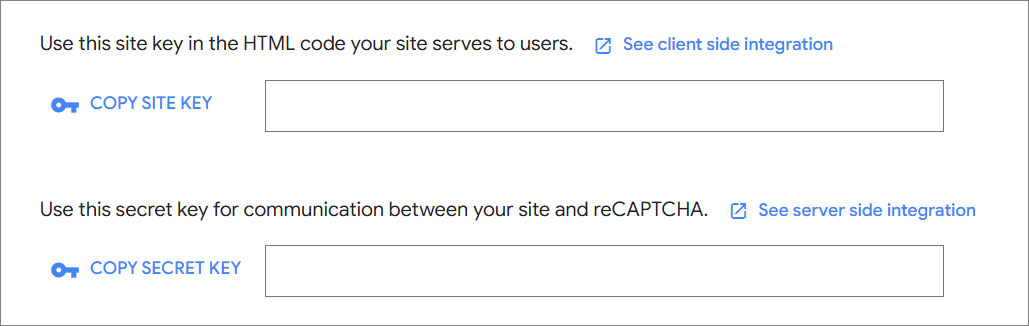 Use this site key in the HTML code your site serves to users. See client side integration
COPY SITE KEY
Use this secret key for communication between your site and reCAPTCHA. See server side integration
COPY SECRET KEY